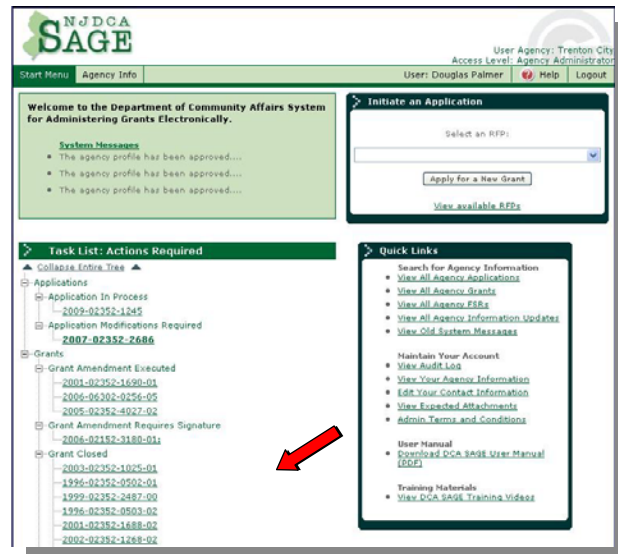 NJDCA
SAGE
User Agency: Trenton City
Access Level: Agency Administrator
Start Menu Agency Info User: Douglas Palmer Help Logout
Welcome to the Department of Community Affairs System
for Administering Grants Electronically.
System Messages
The agency profile has been approved....
The agency profile has been approved....
The agency profile has been approved....
Initiate an Application
Select an RFP:
Apply for a New Grant
View available RFPs
Task List: Actions Required
Collapse Entire Tree
Applications
Application In Process
2009-02352-1245
Application Modifications Required
2007-02352-2686
Grants
Grant Amendment Executed
2001-02352-1690-01
2006-06302-0256-05
2005-02352-4027-02
Grant Amendment Requires Signature
2006-02152-3180-01:
Grant Closed
2003-02352-1025-01
1996-02352-0502-01
1999-02352-2487-00
1996-02352-0503-02
2001-02352-1688-02
2002-02352-1268-02
Quick Links
Search for Agency Information
View All Agency Applications
View All Agency Grants
View All Agency FSRs
View All Agency Information Updates
View Old System Messages
Maintain Your Account
View Audit Log
View Your Agency Information
Edit Your Contact Information
View Expected Attachments
Admin Terms and Conditions
User Manual
Download DCA SAGE User Manual
(PDF)
Training Materials
View DCA SAGE Training Videos